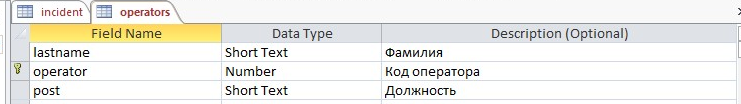 incident operators
Field Name Data Type Description (Optional)
lastname Short Text Фамилия
operator Number Код оператора
post Short Text Должность